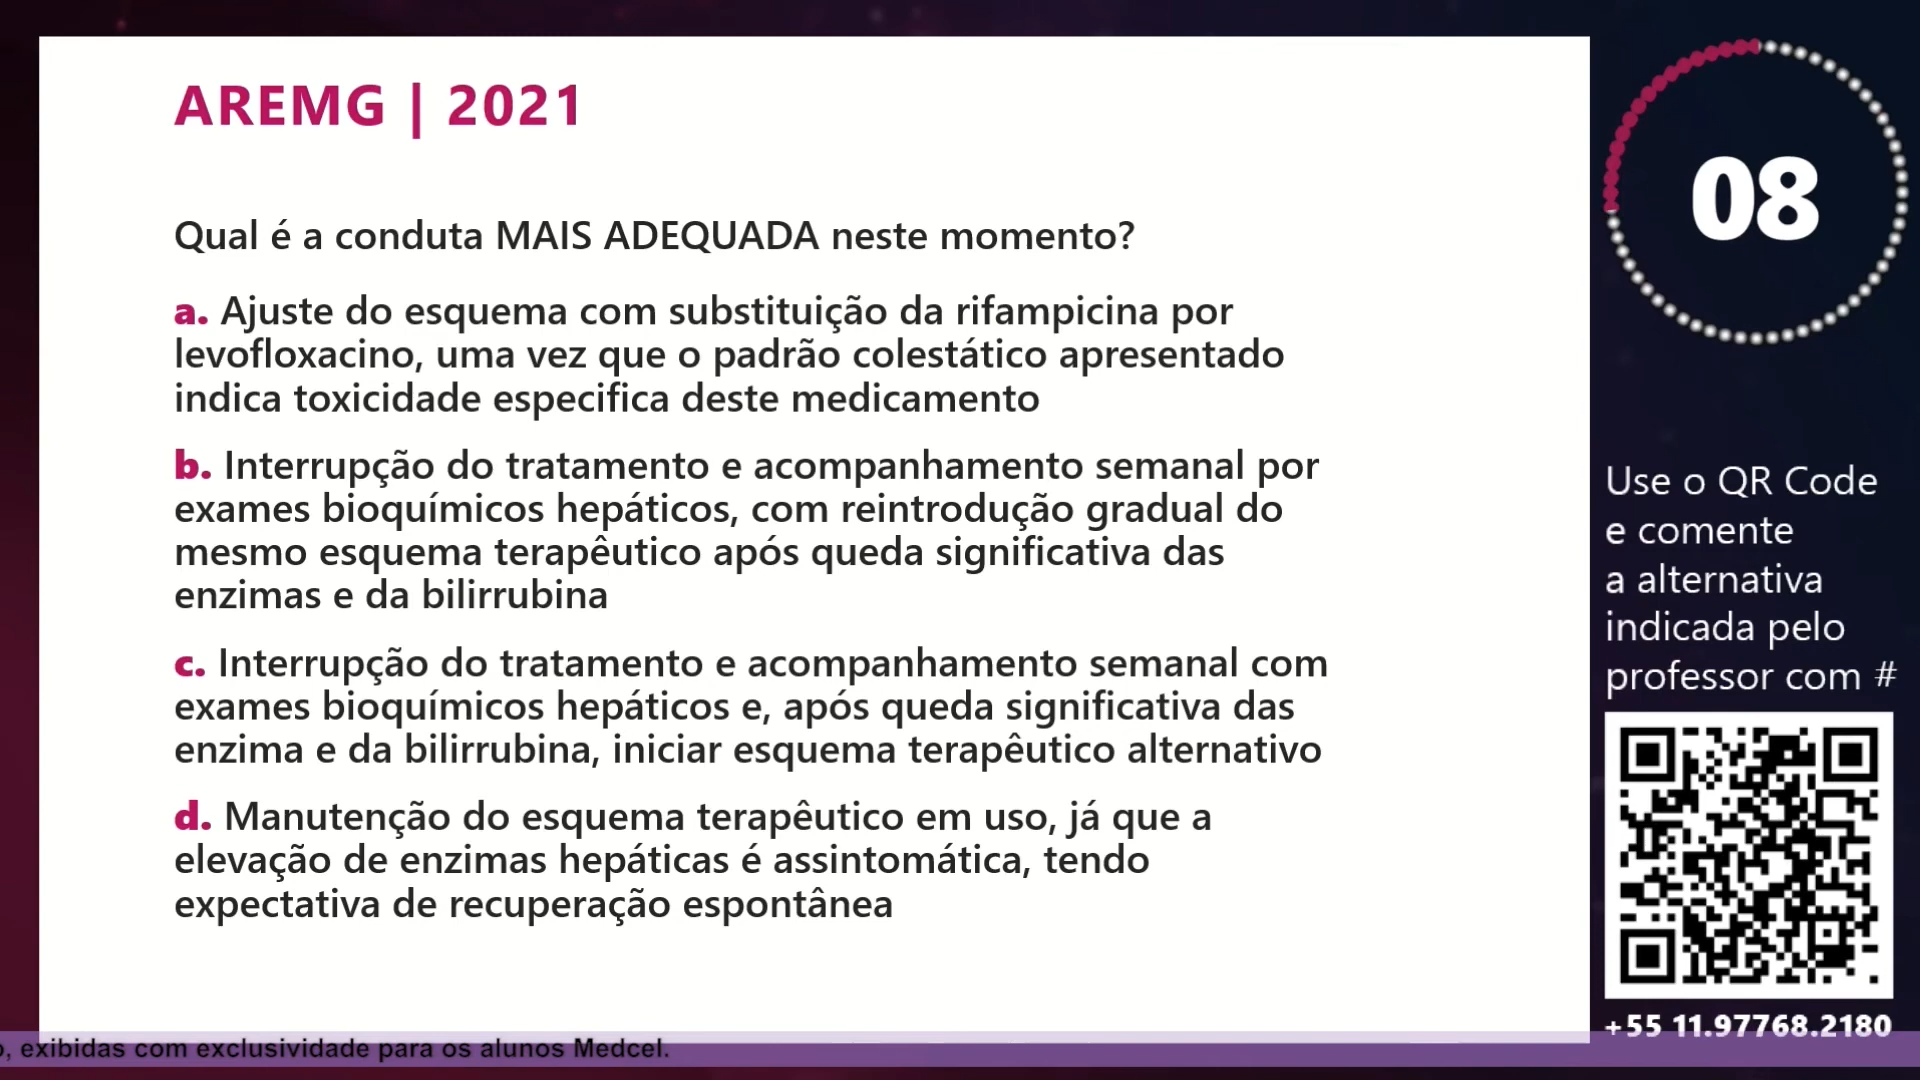 AREMG | 2021
Qual é a conduta MAIS ADEQUADA neste momento?
a. Ajuste do esquema com substituição da rifampicina por
levofloxacino, uma vez que o padrão colestático apresentado
indica toxicidade especifica deste medicamento
b. Interrupção do tratamento e acompanhamento semanal por
exames bioquímicos hepáticos, com reintrodução gradual do
mesmo esquema terapêutico após queda significativa das
enzimas e da bilirrubina
c. Interrupção do tratamento e acompanhamento semanal com
exames bioquímicos hepáticos e, após queda significativa das
enzima e da bilirrubina, iniciar esquema terapêutico alternativo
d. Manutenção do esquema terapêutico em uso, já que a
elevação de enzimas hepáticas é assintomática, tendo
expectativa de recuperação espontânea
08
Use o QR Code
e comente
a alternativa
indicada pelo
professor com #
+55 11.97768.2180
o, exibidas com exclusividade para os alunos Medcel.